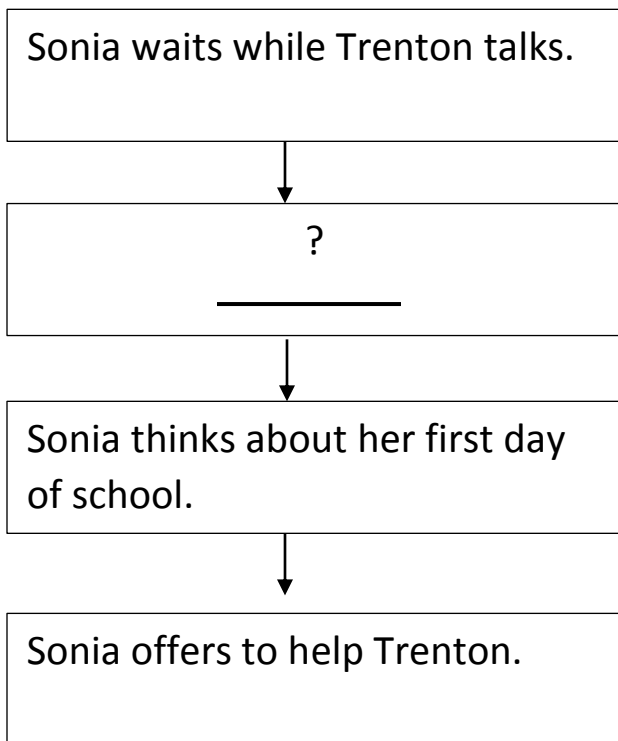 Sonia waits while Trenton talks.
?
Sonia thinks about her first day
of school.
Sonia offers to help Trenton.